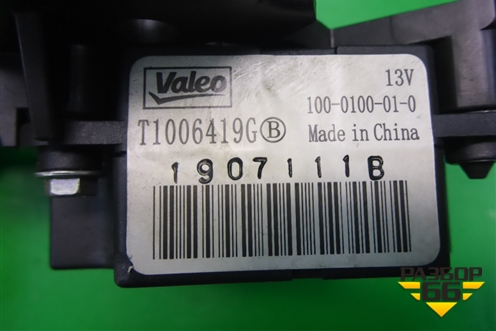 Valeo
13V
100-0100-01-0
T1006419G Ⓑ
Made in China
1907111B
РАЗБОР
66